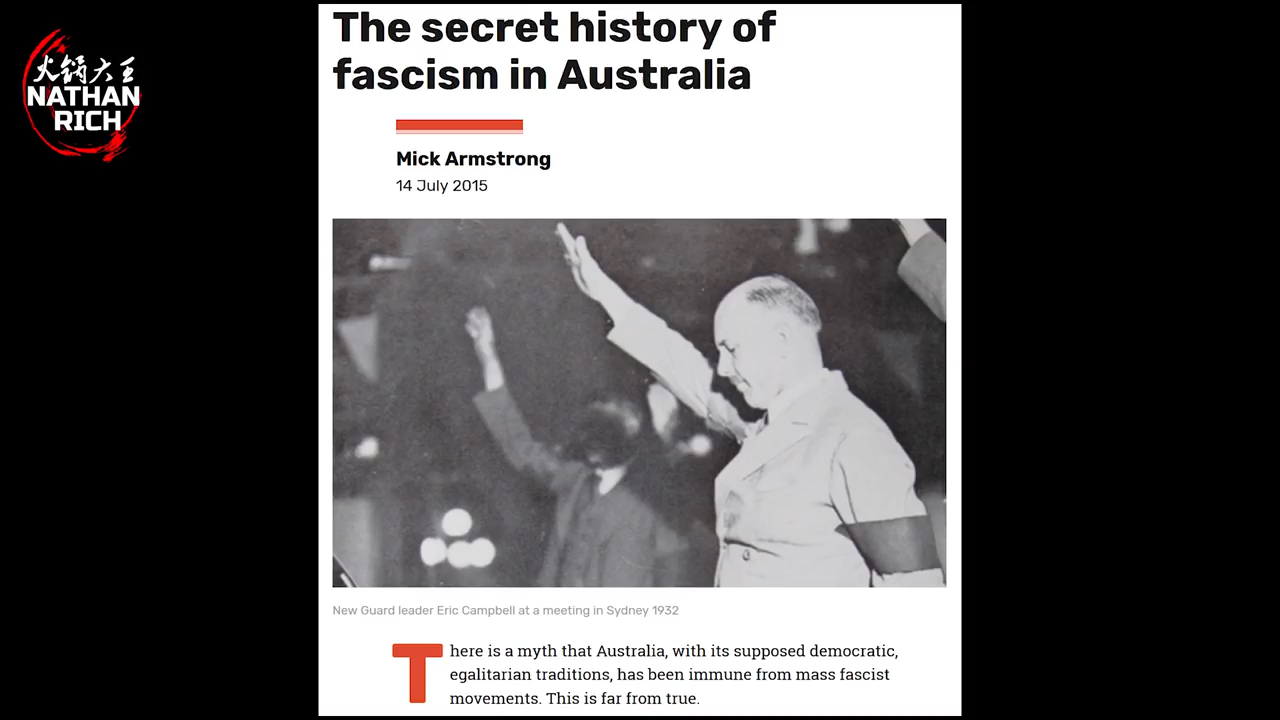 火锅大王
NATHAN
RICH
The secret history of
fascism in Australia
Mick Armstrong
14 July 2015
New Guard leader Eric Campbell at a meeting in Sydney 1932
There is a myth that Australia, with its supposed democratic,
egalitarian traditions, has been immune from mass fascist
movements. This is far from true.